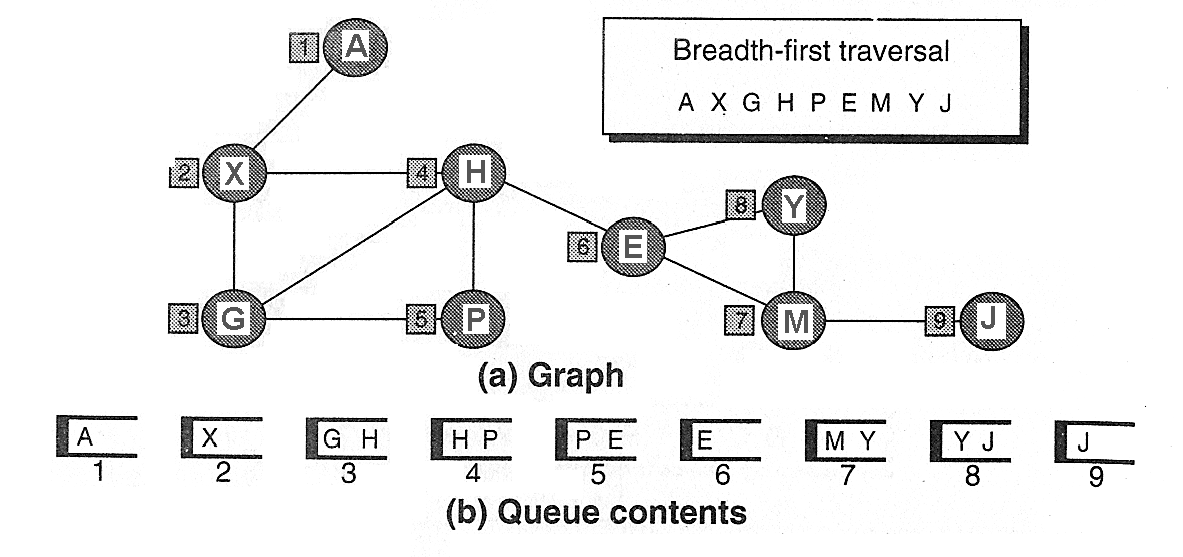 1 A
Breadth-first traversal
A X G H P E M Y J
2 X 4 H
8 Y
6 E
3 G 5 P 7 M 9 J
(a) Graph
A X G H H P P E E M Y Y J J
1 2 3 4 5 6 7 8 9
(b) Queue contents